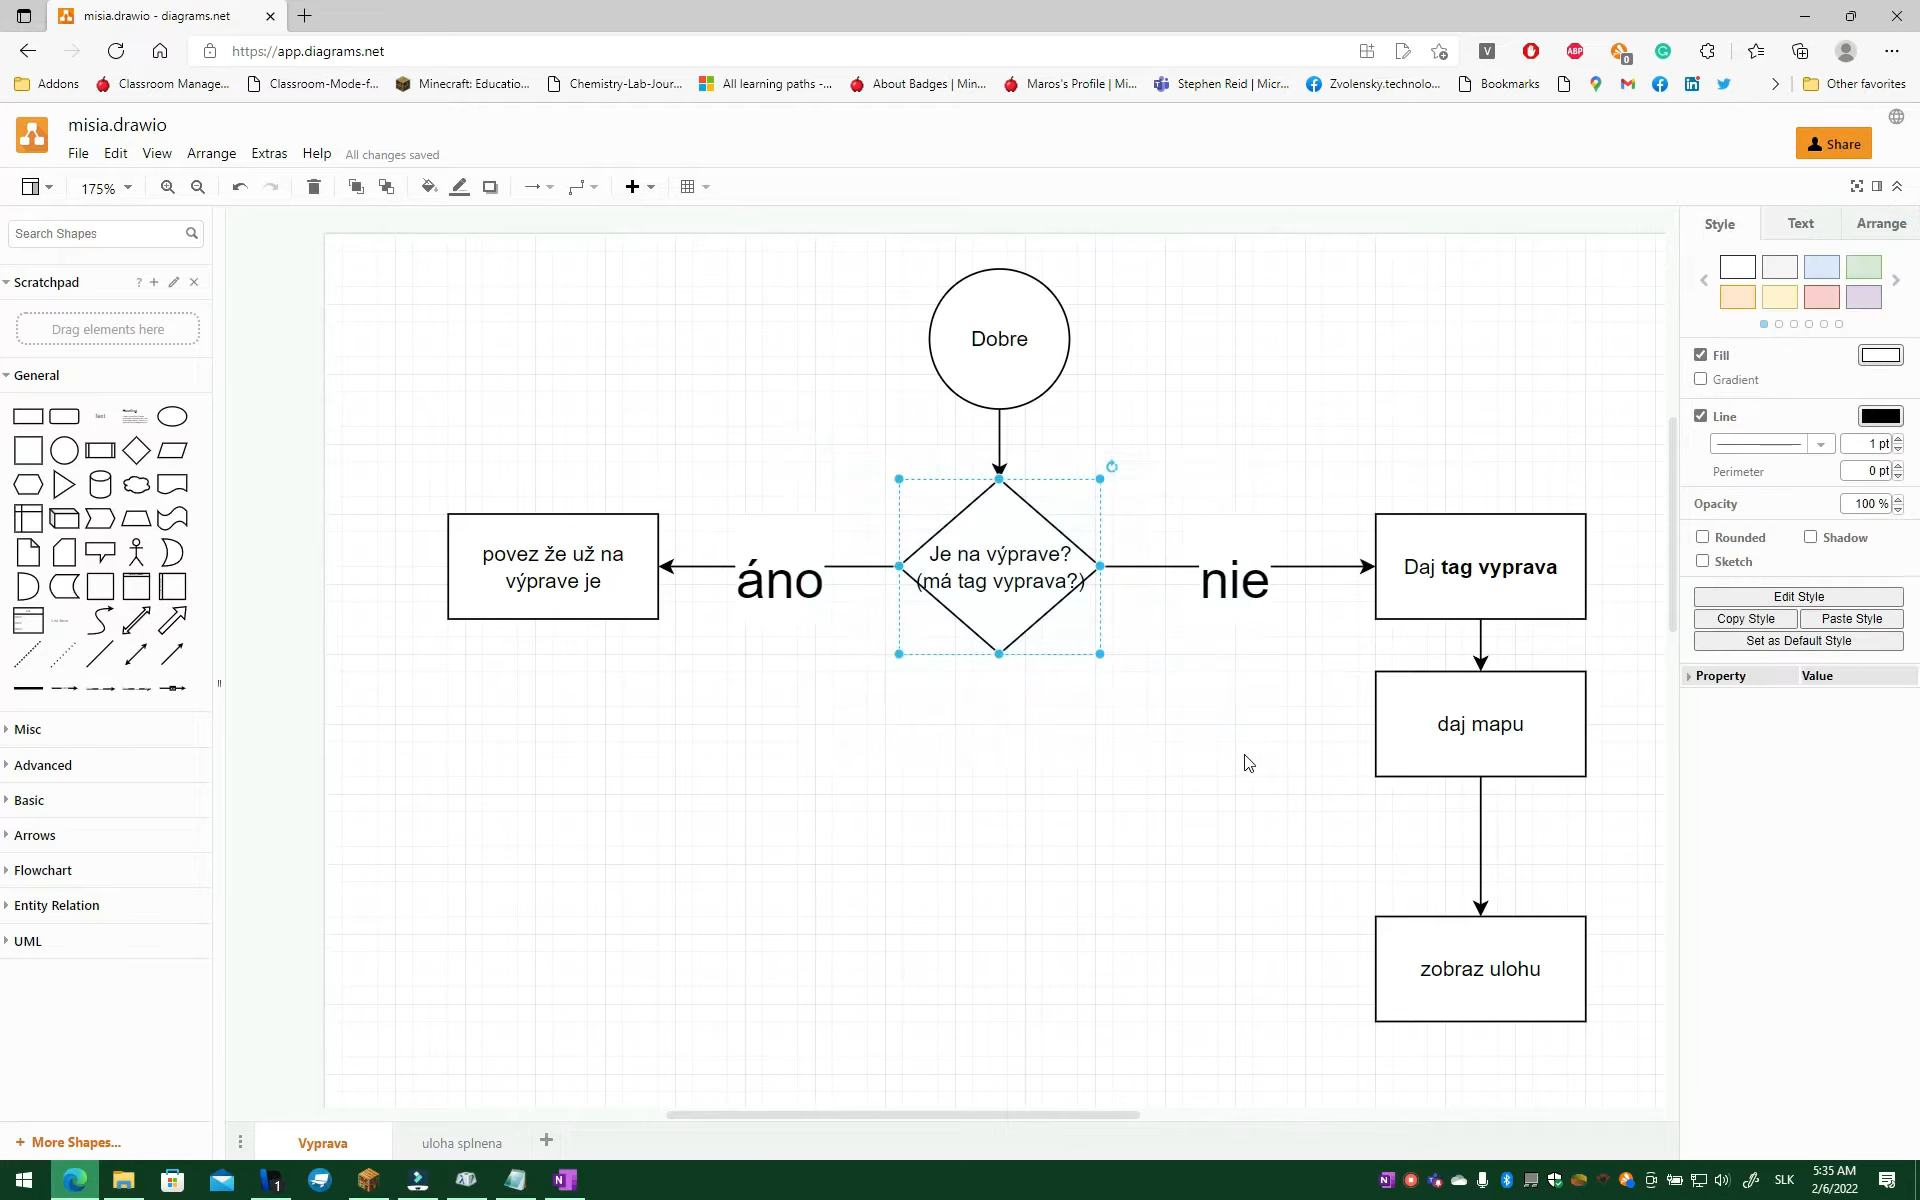 misia.drawio - diagrams.net
https://app.diagrams.net
Addons
Classroom Manage...
Classroom-Mode-f...
Minecraft: Educatio...
Chemistry-Lab-Jour...
All learning paths -...
About Badges | Min...
Maros's Profile | Mi...
Stephen Reid | Micr...
Zvolensky.technolo...
Bookmarks
Other favorites
misia.drawio
File
Edit
View
Arrange
Extras
Help
All changes saved
Share
175%
Search Shapes
Style
Text
Arrange
Scratchpad
?
Drag elements here
General
Misc
Advanced
Basic
Arrows
Flowchart
Entity Relation
UML
+ More Shapes...
Dobre
Je na výprave?
(má tag vyprava?)
áno
nie
povez že už na
výprave je
Daj tag vyprava
daj mapu
zobraz ulohu
Fill
Gradient
Line
1 pt
Perimeter
0 pt
Opacity
100 %
Rounded
Shadow
Sketch
Edit Style
Copy Style
Paste Style
Set as Default Style
Property
Value
Vyprava
uloha splnena
SLK
5:35 AM
2/6/2022